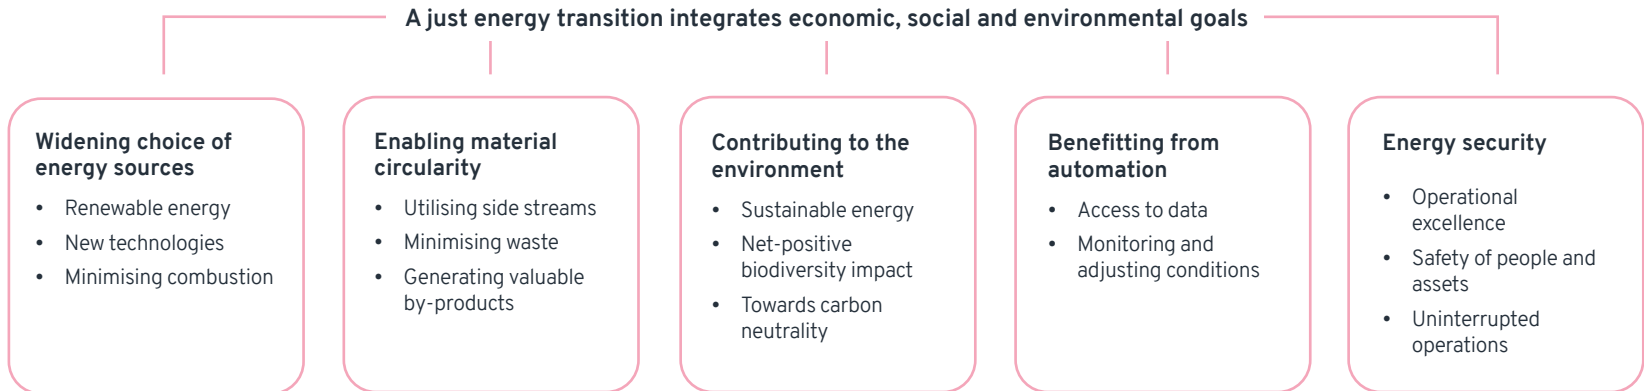 A just energy transition integrates economic, social and environmental goals
Widening choice of
energy sources
• Renewable energy
• New technologies
• Minimising combustion
Enabling material
circularity
• Utilising side streams
• Minimising waste
• Generating valuable
by-products
Contributing to the
environment
• Sustainable energy
• Net-positive
biodiversity impact
• Towards carbon
neutrality
Benefitting from
automation
• Access to data
• Monitoring and
adjusting conditions
Energy security
• Operational
excellence
• Safety of people and
assets
• Uninterrupted
operations